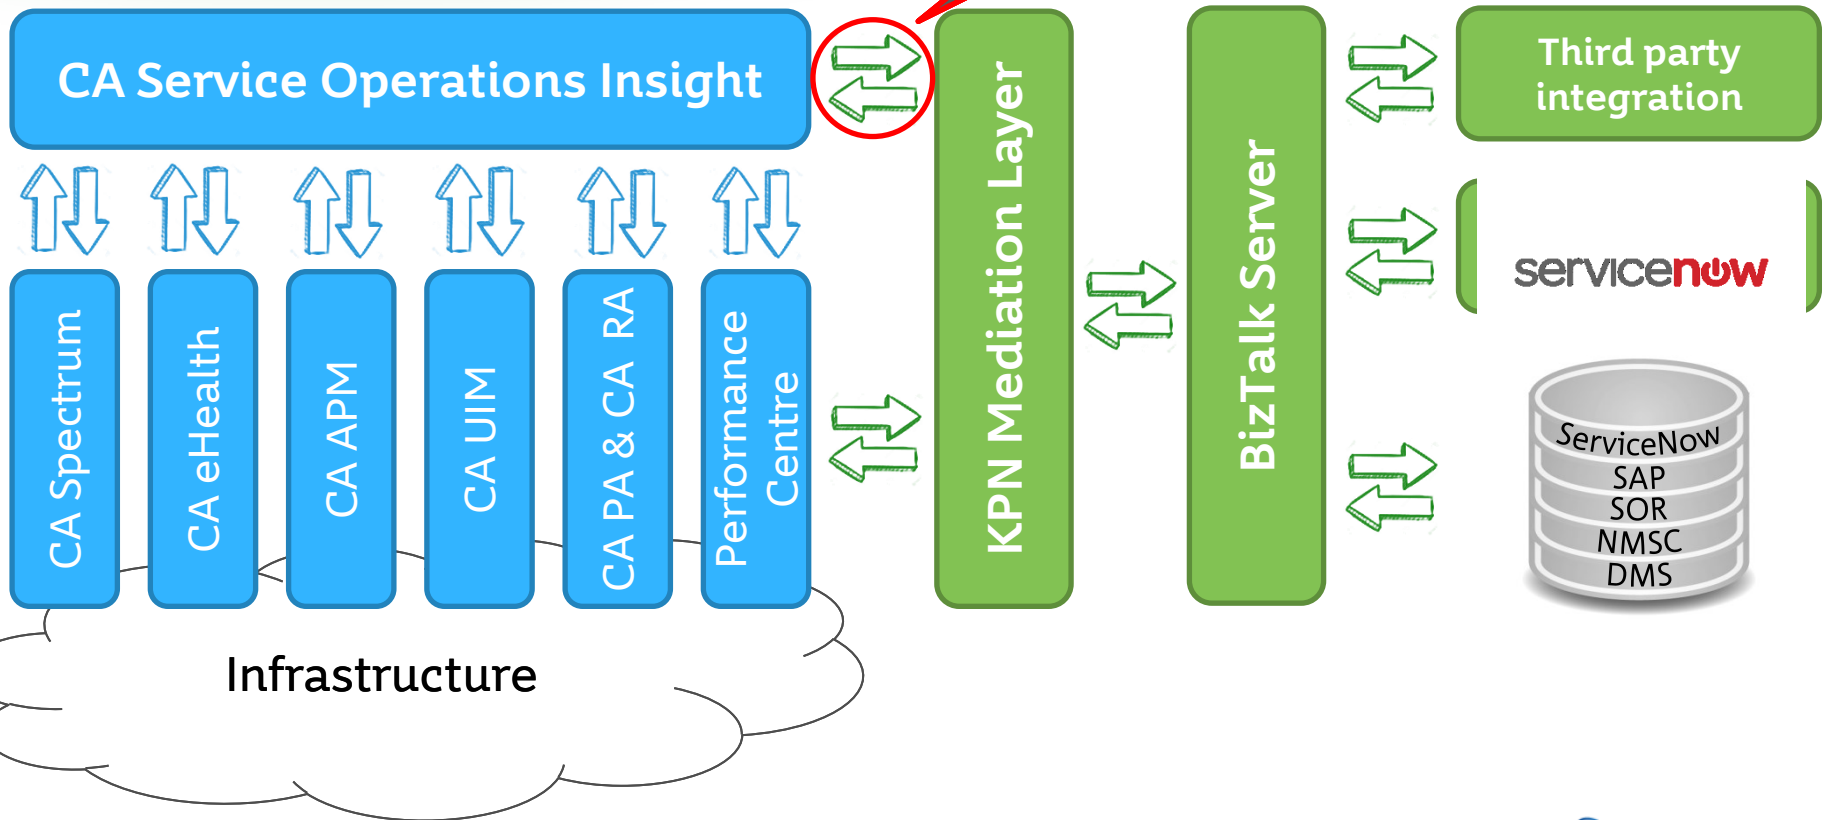 CA Service Operations Insight
CA Spectrum
CA eHealth
CA APM
CA UIM
CA PA & CA RA
Performance
Centre
Infrastructure
KPN Mediation Layer
BizTalk Server
Third party
integration
servicenow
ServiceNow
SAP
SOR
NMSC
DMS